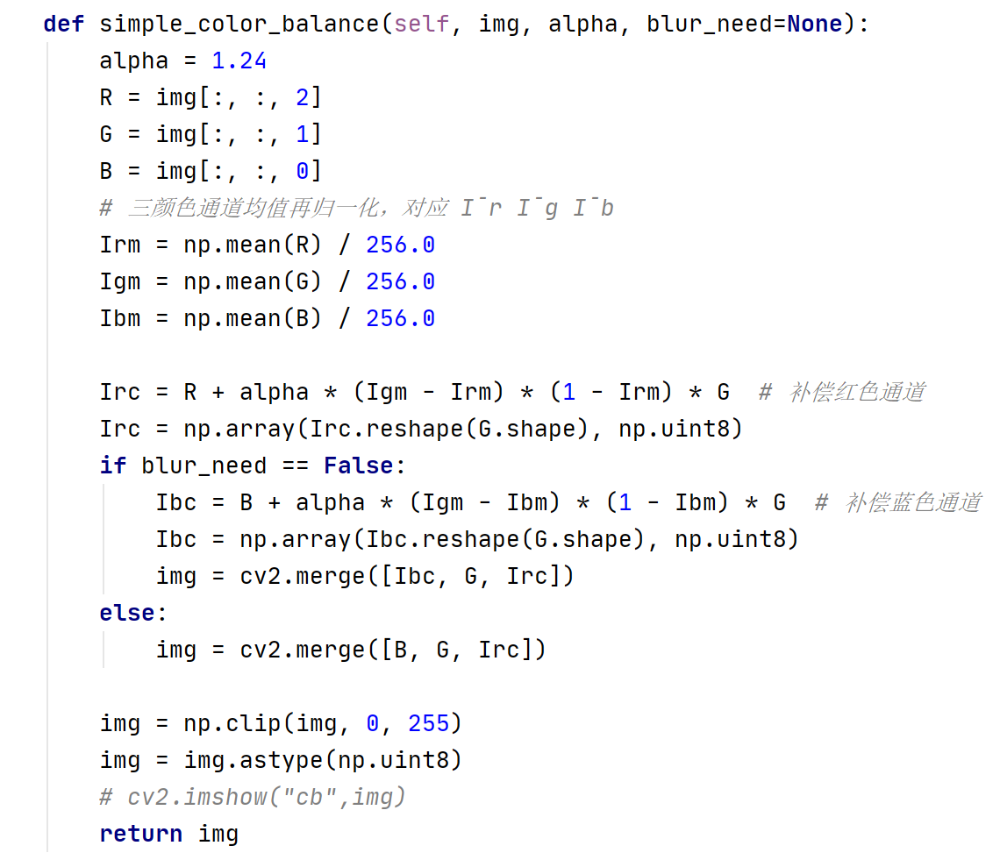 def simple_color_balance(self, img, alpha, blur_need=None):
    alpha = 1.24
    R = img[:, :, 2]
    G = img[:, :, 1]
    B = img[:, :, 0]
    # 三颜色通道均值再归一化，对应 I¯r I¯g I¯b
    Irm = np.mean(R) / 256.0
    Igm = np.mean(G) / 256.0
    Ibm = np.mean(B) / 256.0

    Irc = R + alpha * (Igm - Irm) * (1 - Irm) * G  # 补偿红色通道
    Irc = np.array(Irc.reshape(G.shape), np.uint8)
    if blur_need == False:
        Ibc = B + alpha * (Igm - Ibm) * (1 - Ibm) * G  # 补偿蓝色通道
        Ibc = np.array(Ibc.reshape(G.shape), np.uint8)
        img = cv2.merge([Ibc, G, Irc])
    else:
        img = cv2.merge([B, G, Irc])

    img = np.clip(img, 0, 255)
    img = img.astype(np.uint8)
    # cv2.imshow("cb",img)
    return img